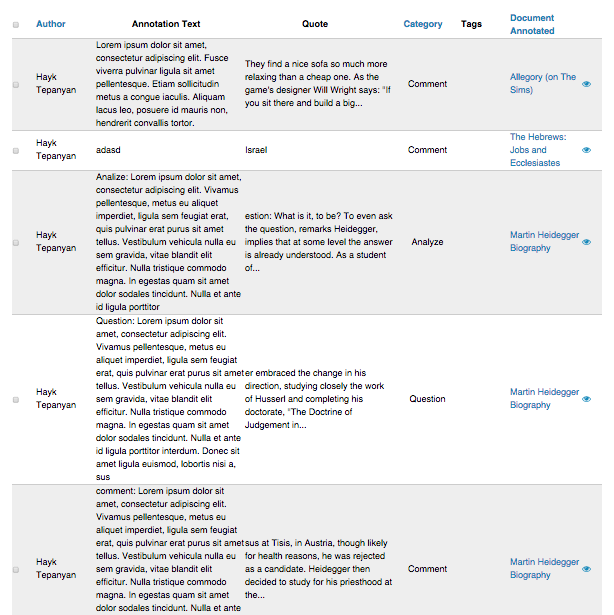 Author Annotation Text Quote Category Tags Document Annotated
Lorem ipsum dolor sit amet,
consectetur adipiscing elit. Fusce
viverra pulvinar ligula sit amet
pellentesque. Etiam sollicitudin
metus a congue iaculis. Aliquam
lacus leo, posuere id mauris non,
hendrerit convallis tortor.
They find a nice sofa so much more
relaxing than a cheap one. As the
game's designer Will Wright says: "If
you sit there and build a big...
Hayk
Tepanyan
Comment
Allegory (on The
Sims)
Hayk
Tepanyan
adasd
Israel
Comment
The Hebrews:
Jobs and
Ecclesiastes
Hayk
Tepanyan
Analize: Lorem ipsum dolor sit amet,
consectetur adipiscing elit. Vivamus
pellentesque, metus eu aliquet
imperdiet, ligula sem feugiat erat,
quis pulvinar erat purus sit amet
tellus. Vestibulum vehicula nulla eu
sem gravida, vitae blandit elit
efficitur. Nulla tristique commodo
magna. In egestas quam sit amet
dolor sodales tincidunt. Nulla et ante
id ligula porttitor
estion: What is it, to be? To even ask
the question, remarks Heidegger,
implies that at some level the answer
is already understood. As a student
of...
Analyze
Martin Heidegger
Biography
Hayk
Tepanyan
Question: Lorem ipsum dolor sit
amet, consectetur adipiscing elit.
Vivamus pellentesque, metus eu
aliquet imperdiet, ligula sem feugiat
erat, quis pulvinar erat purus sit amet
tellus. Vestibulum vehicula nulla eu
sem gravida, vitae blandit elit
efficitur. Nulla tristique commodo
magna. In egestas quam sit amet
dolor sodales tincidunt. Nulla et ante
id ligula porttitor interdum. Donec sit
amet ligula euismod, lobortis nisi a,
sus
er embraced the change in his
direction, studying closely the work
of Husserl and completing his
doctorate, "The Doctrine of
Judgement in...
Question
Martin Heidegger
Biography
Hayk
Tepanyan
comment: Lorem ipsum dolor sit
amet, consectetur adipiscing elit.
Vivamus pellentesque, metus eu
aliquet imperdiet, ligula sem feugiat
erat, quis pulvinar erat purus sit amet
tellus. Vestibulum vehicula nulla eu
sem gravida, vitae blandit elit
efficitur. Nulla tristique commodo
magna. In egestas quam sit amet
dolor sodales tincidunt. Nulla et ante
sus at Tisis, in Austria, though likely
for health reasons, he was rejected
as a candidate. Heidegger then
decided to study for his priesthood at
the...
Comment
Martin Heidegger
Biography